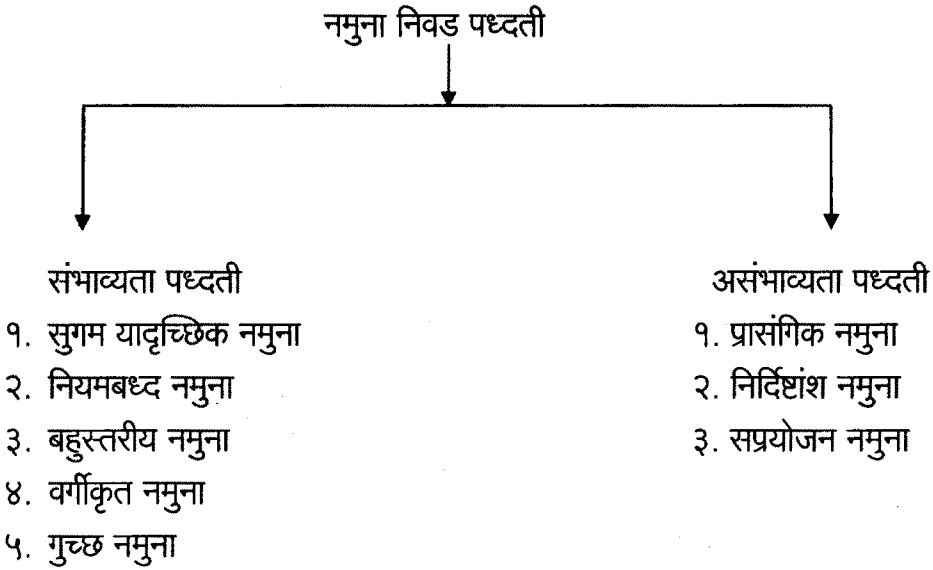 नमुना निवड पध्दती
संभाव्यता पध्दती
१. सुगम यादृच्छिक नमुना
२. नियमबध्द नमुना
३. बहुस्तरीय नमुना
४. वर्गीकृत नमुना
५. गुच्छ नमुना
असंभाव्यता पध्दती
१. प्रासंगिक नमुना
२. निर्दिष्टांश नमुना
३. सप्रयोजन नमुना